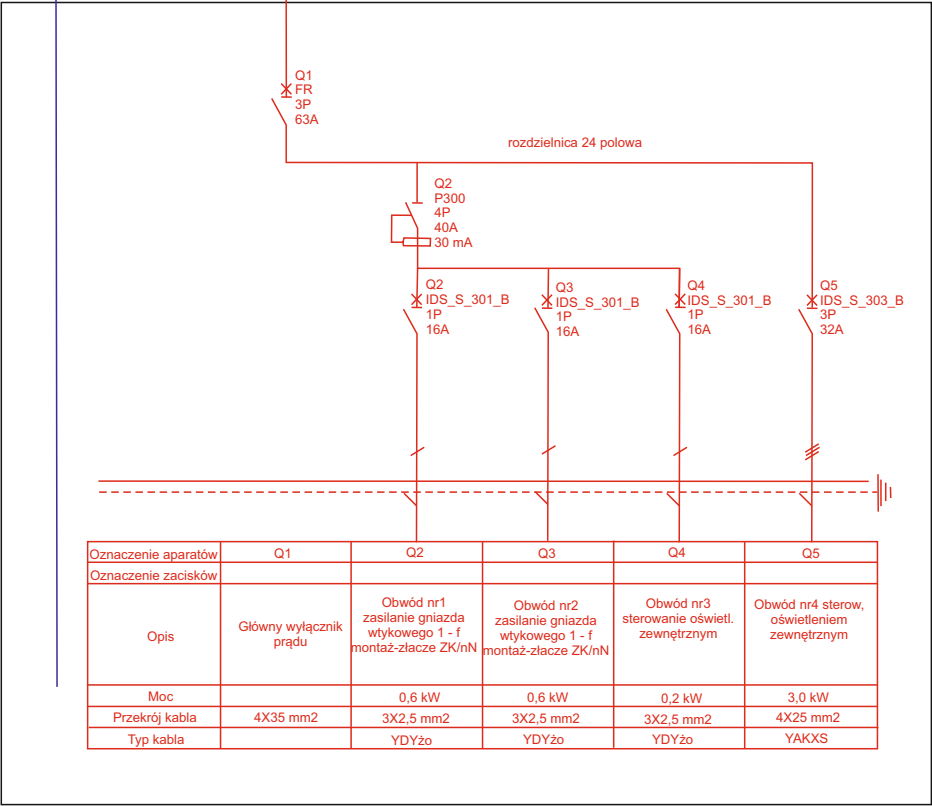 Q1
FR
3P
63A
rozdzielnica 24 polowa
Q2
P300
4P
40A
30 mA
Q2
IDS_S_301_B
1P
16A
Q3
IDS_S_301_B
1P
16A
Q4
IDS_S_301_B
1P
16A
Q5
IDS_S_303_B
3P
32A
Oznaczenie aparatów Q1 Q2 Q3 Q4 Q5
Oznaczenie zacisków
Opis
Główny wyłącznik
prądu
Obwód nr1
zasilanie gniazda
wtykowego 1 - f
montaż-złacze ZK/nN
Obwód nr2
zasilanie gniazda
wtykowego 1 - f
montaż-złacze ZK/nN
Obwód nr3
sterowanie oświetl.
zewnętrznym
Obwód nr4 sterow,
oświetleniem
zewnętrznym
Moc 0,6 kW 0,6 kW 0,2 kW 3,0 kW
Przekrój kabla 4X35 mm2 3X2,5 mm2 3X2,5 mm2 3X2,5 mm2 4X25 mm2
Typ kabla YDYżo YDYżo YDYżo YAKXS